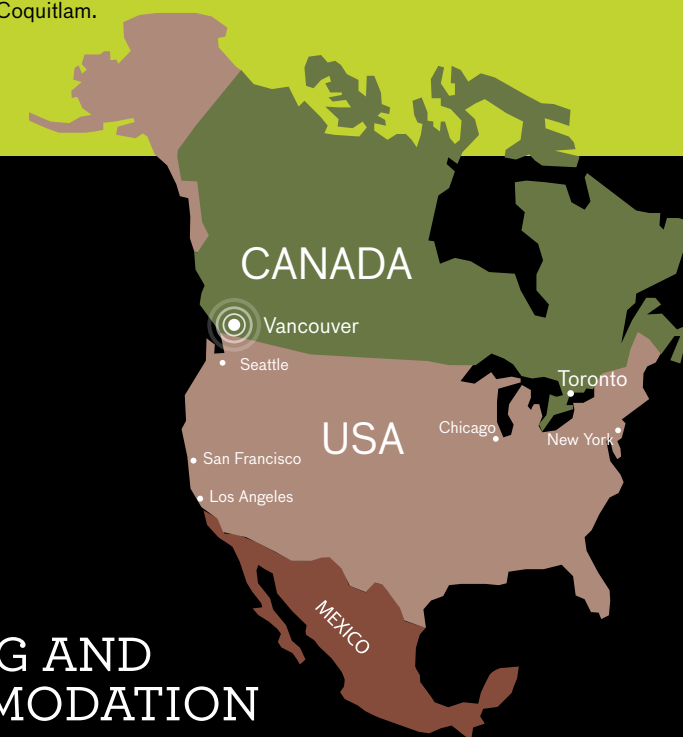 Coquitlam.
CANADA
Vancouver
Seattle
Toronto
Chicago
USA
New York
San Francisco
Los Angeles
MEXICO
G AND
MODATION